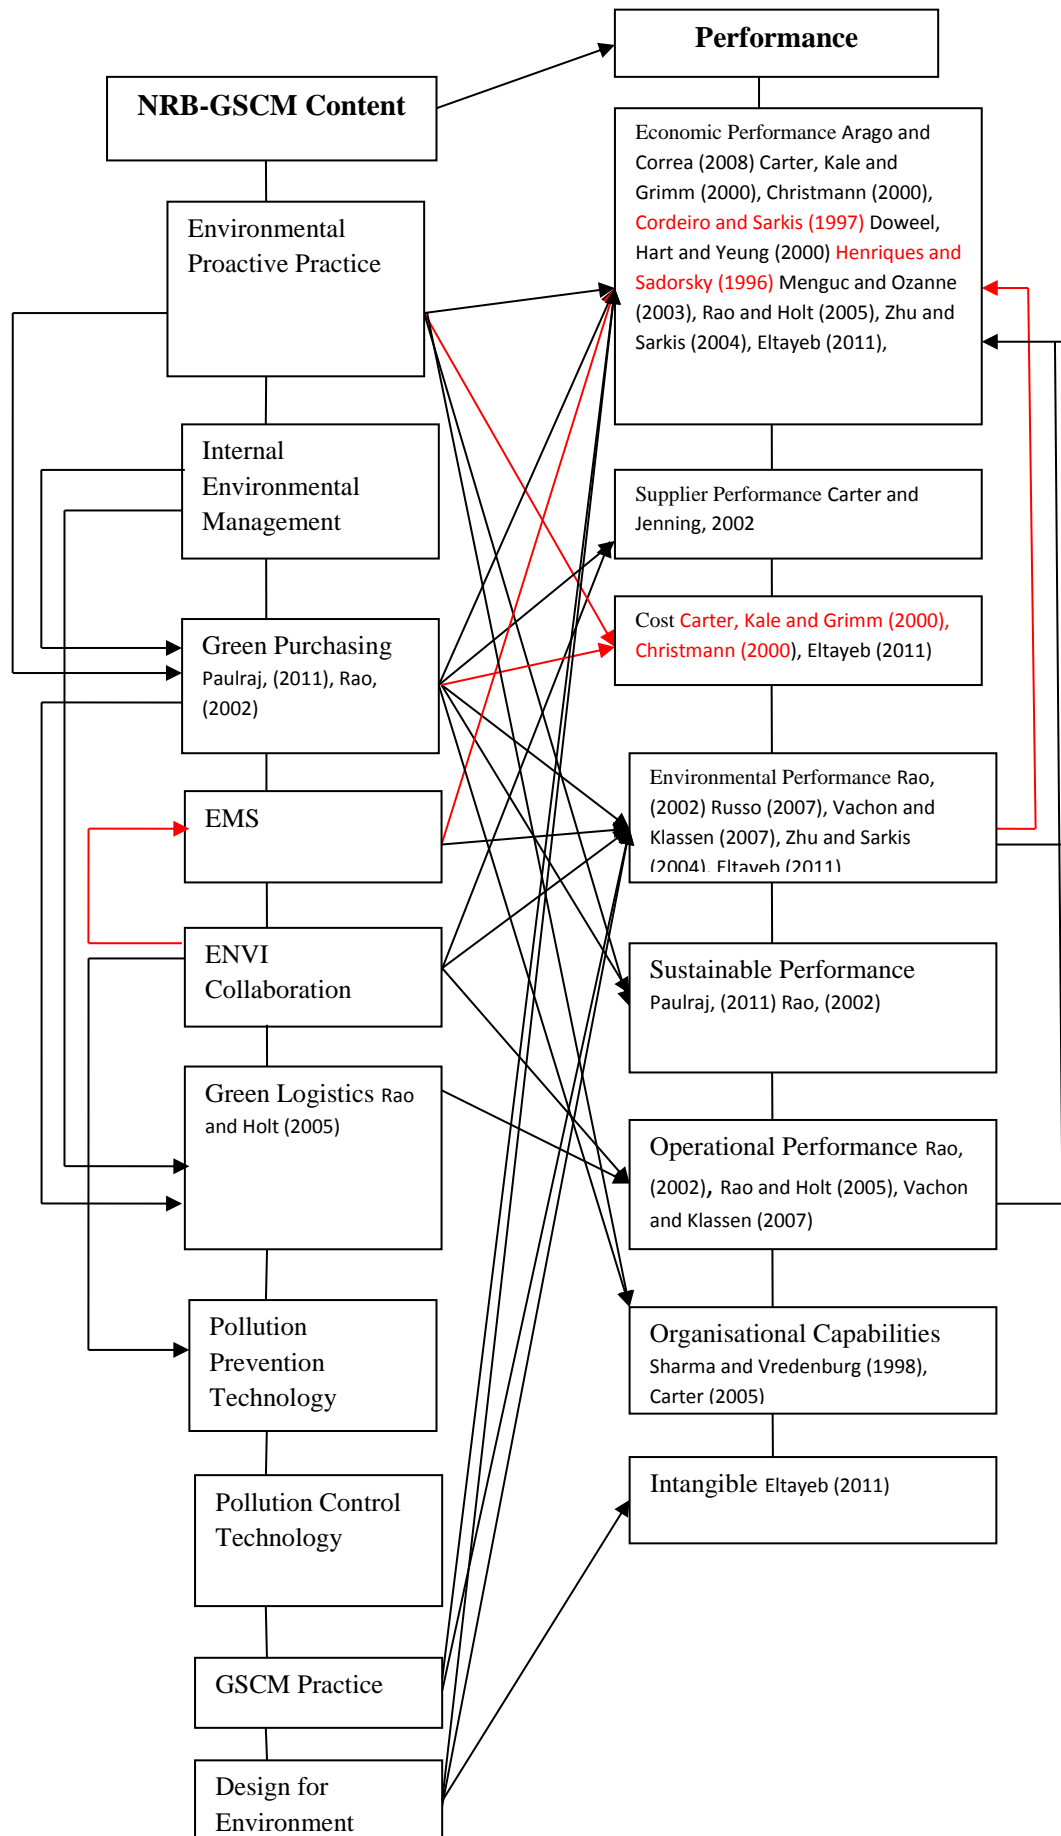 Performance
NRB-GSCM Content
Environmental
Proactive Practice
Internal
Environmental
Management
Green Purchasing
Paulraj, (2011), Rao,
(2002)
EMS
ENVI
Collaboration
Green Logistics Rao
and Holt (2005)
Pollution
Prevention
Technology
Pollution Control
Technology
GSCM Practice
Design for
Environment
Economic Performance Arago and
Correa (2008) Carter, Kale and
Grimm (2000), Christmann (2000),
Cordeiro and Sarkis (1997) Doweel,
Hart and Yeung (2000) Henriques and
Sadorsky (1996) Menguc and Ozanne
(2003), Rao and Holt (2005), Zhu and
Sarkis (2004), Eltayeb (2011),
Supplier Performance Carter and
Jenning, 2002
Cost Carter, Kale and Grimm (2000),
Christmann (2000), Eltayeb (2011)
Environmental Performance Rao,
(2002) Russo (2007), Vachon and
Klassen (2007), Zhu and Sarkis
(2004), Eltayeb (2011)
Sustainable Performance
Paulraj, (2011) Rao, (2002)
Operational Performance Rao,
(2002), Rao and Holt (2005), Vachon
and Klassen (2007)
Organisational Capabilities
Sharma and Vredenburg (1998),
Carter (2005)
Intangible Eltayeb (2011)